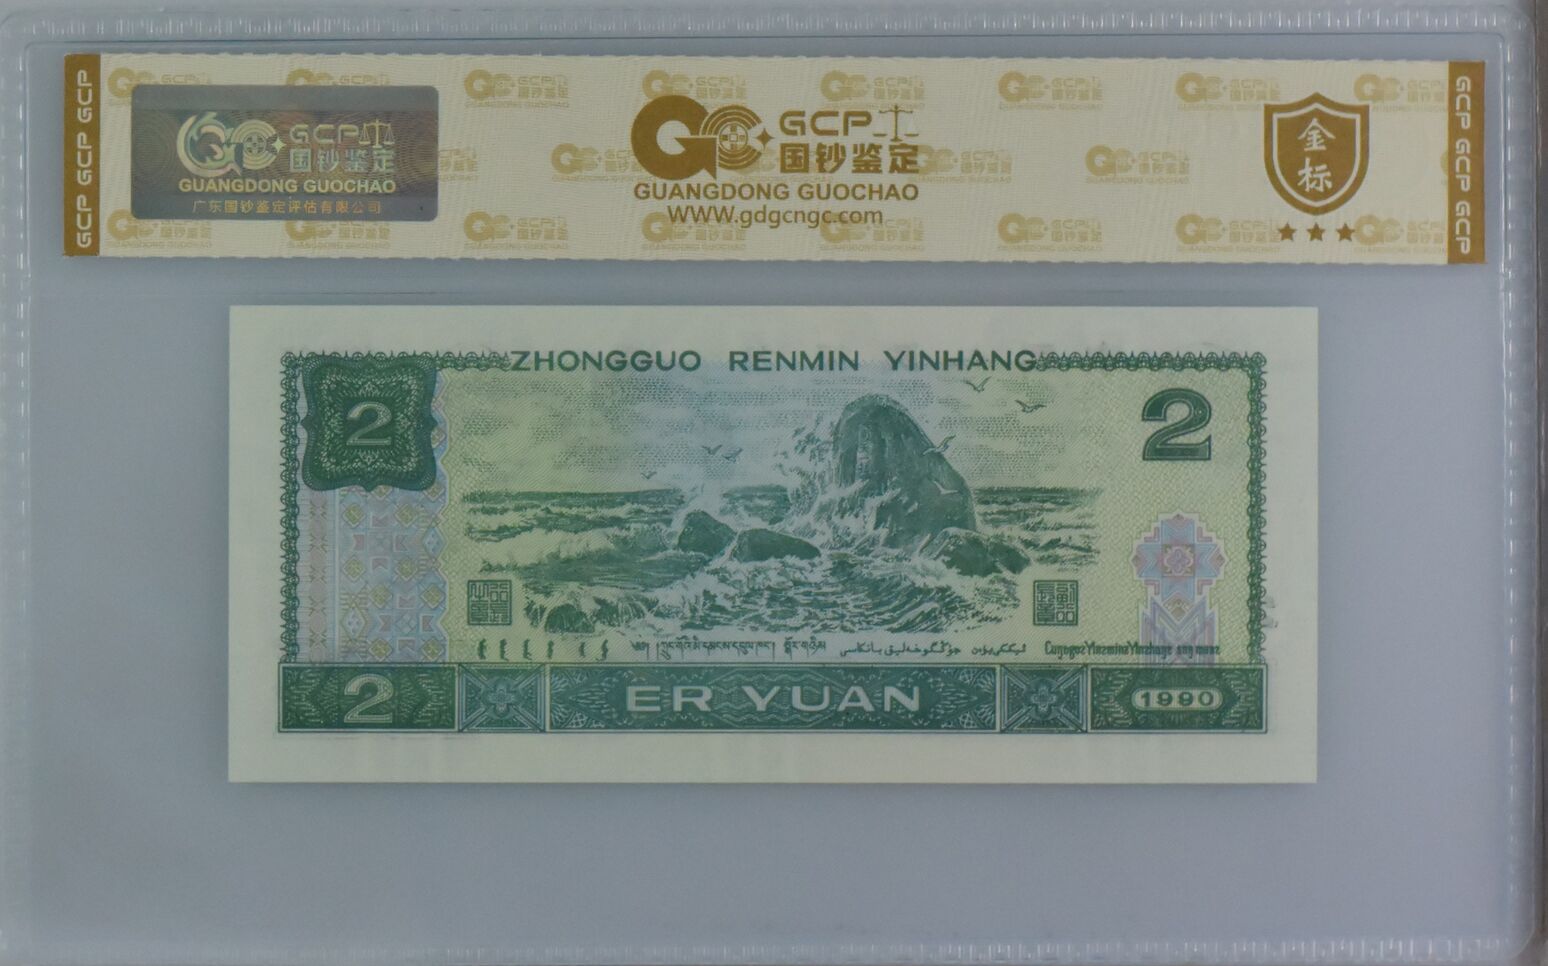 GCP GCP GCP
GCP 国钞鉴定
GUANGDONG GUOCHAO
广东国钞鉴定评估有限公司
GCP
国钞鉴定
GUANGDONG GUOCHAO
WWW.gdgcngc.com
金标
GCP GCP GCP
ZHONGGUO RENMIN YINHANG
2
2
2
ER YUAN
1990